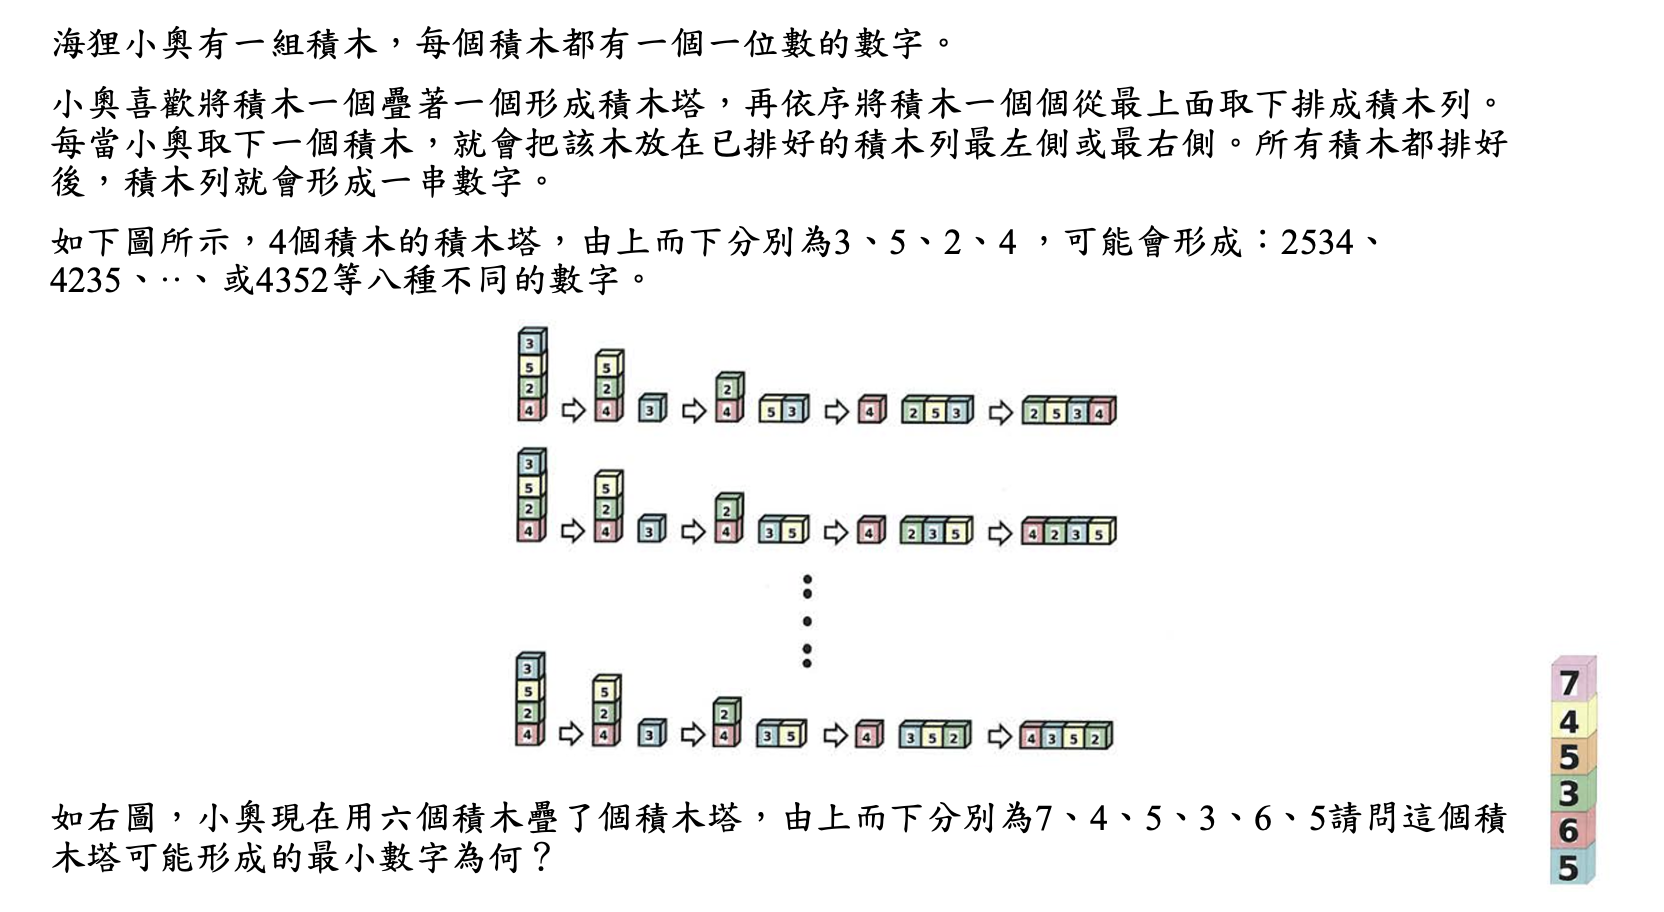 海狸小奧有一組積木，每個積木都有一個一位數的數字。
小奧喜歡將積木一個疊著一個形成積木塔，再依序將積木一個個從最上面取下排成積木列。
每當小奧取下一個積木，就會把該木放在已排好的積木列最左側或最右側。所有積木都排好
後，積木列就會形成一串數字。
如下圖所示，4個積木的積木塔，由上而下分別為3、5、2、4 ，可能會形成：2534、
4235、‥、或4352等八種不同的數字。
3
5 5
2 2 2
4 4 3 4 5 3 4 2 5 3 2 5 3 4
3
5 5
2 2 2
4 4 3 4 3 5 4 2 3 5 4 2 3 5
3
5 5
2 2 2
4 4 3 4 3 5 4 3 5 2 4 3 5 2
7
4
5
3
6
5
如右圖，小奧現在用六個積木疊了個積木塔，由上而下分別為7、4、5、3、6、5請問這個積
木塔可能形成的最小數字為何？